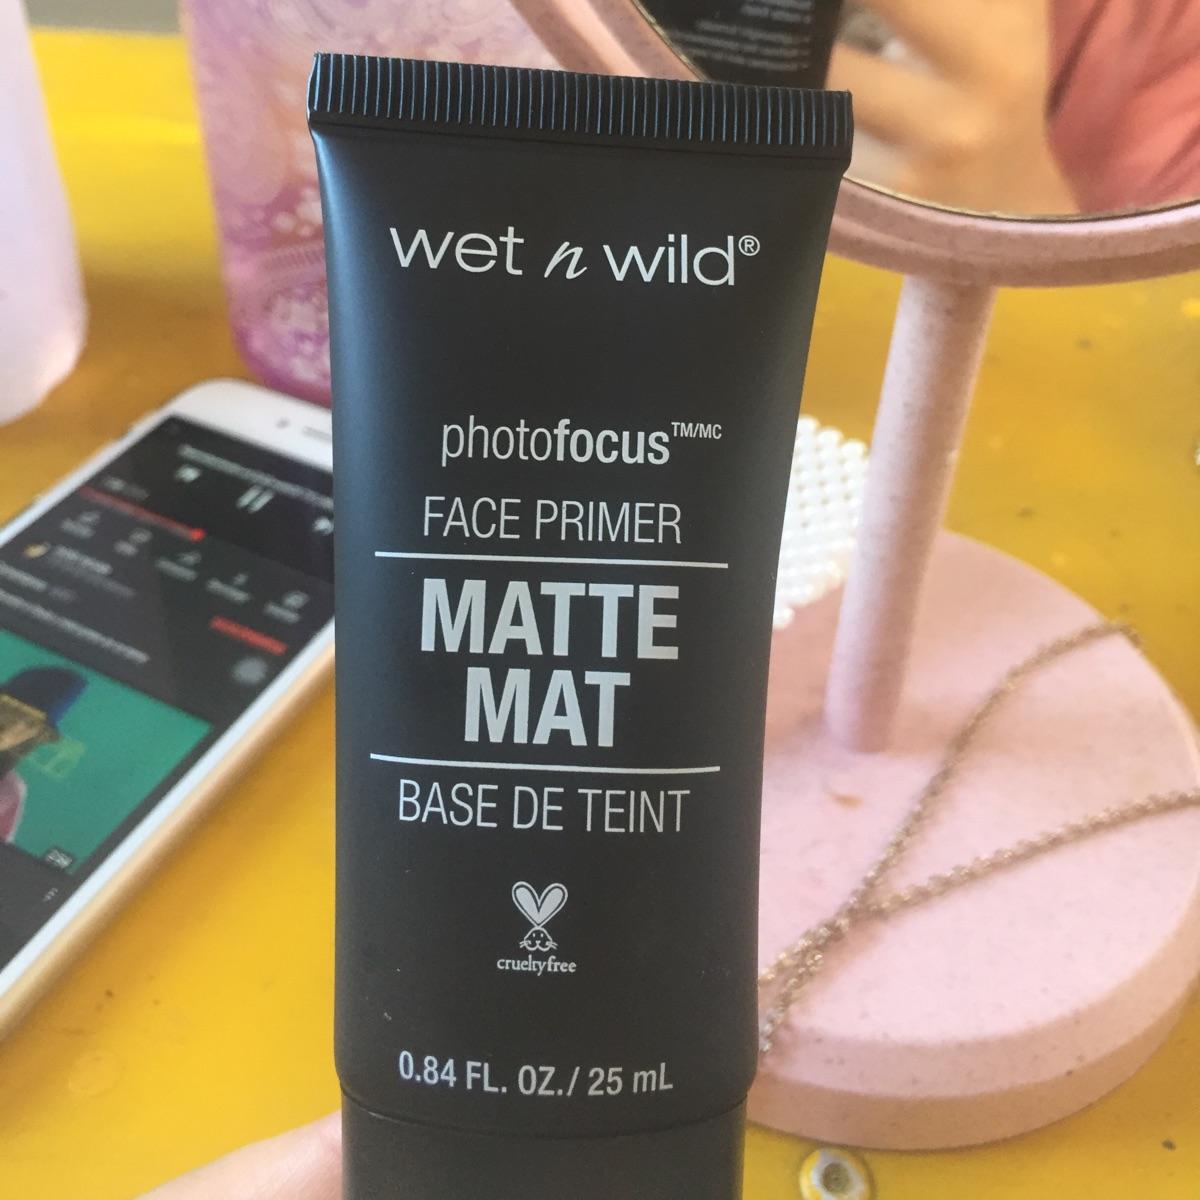 wet n wild®
photofocus™/MC
FACE PRIMER
MATTE
MAT
BASE DE TEINT
crueltyfree
0.84 FL. OZ./ 25 mL